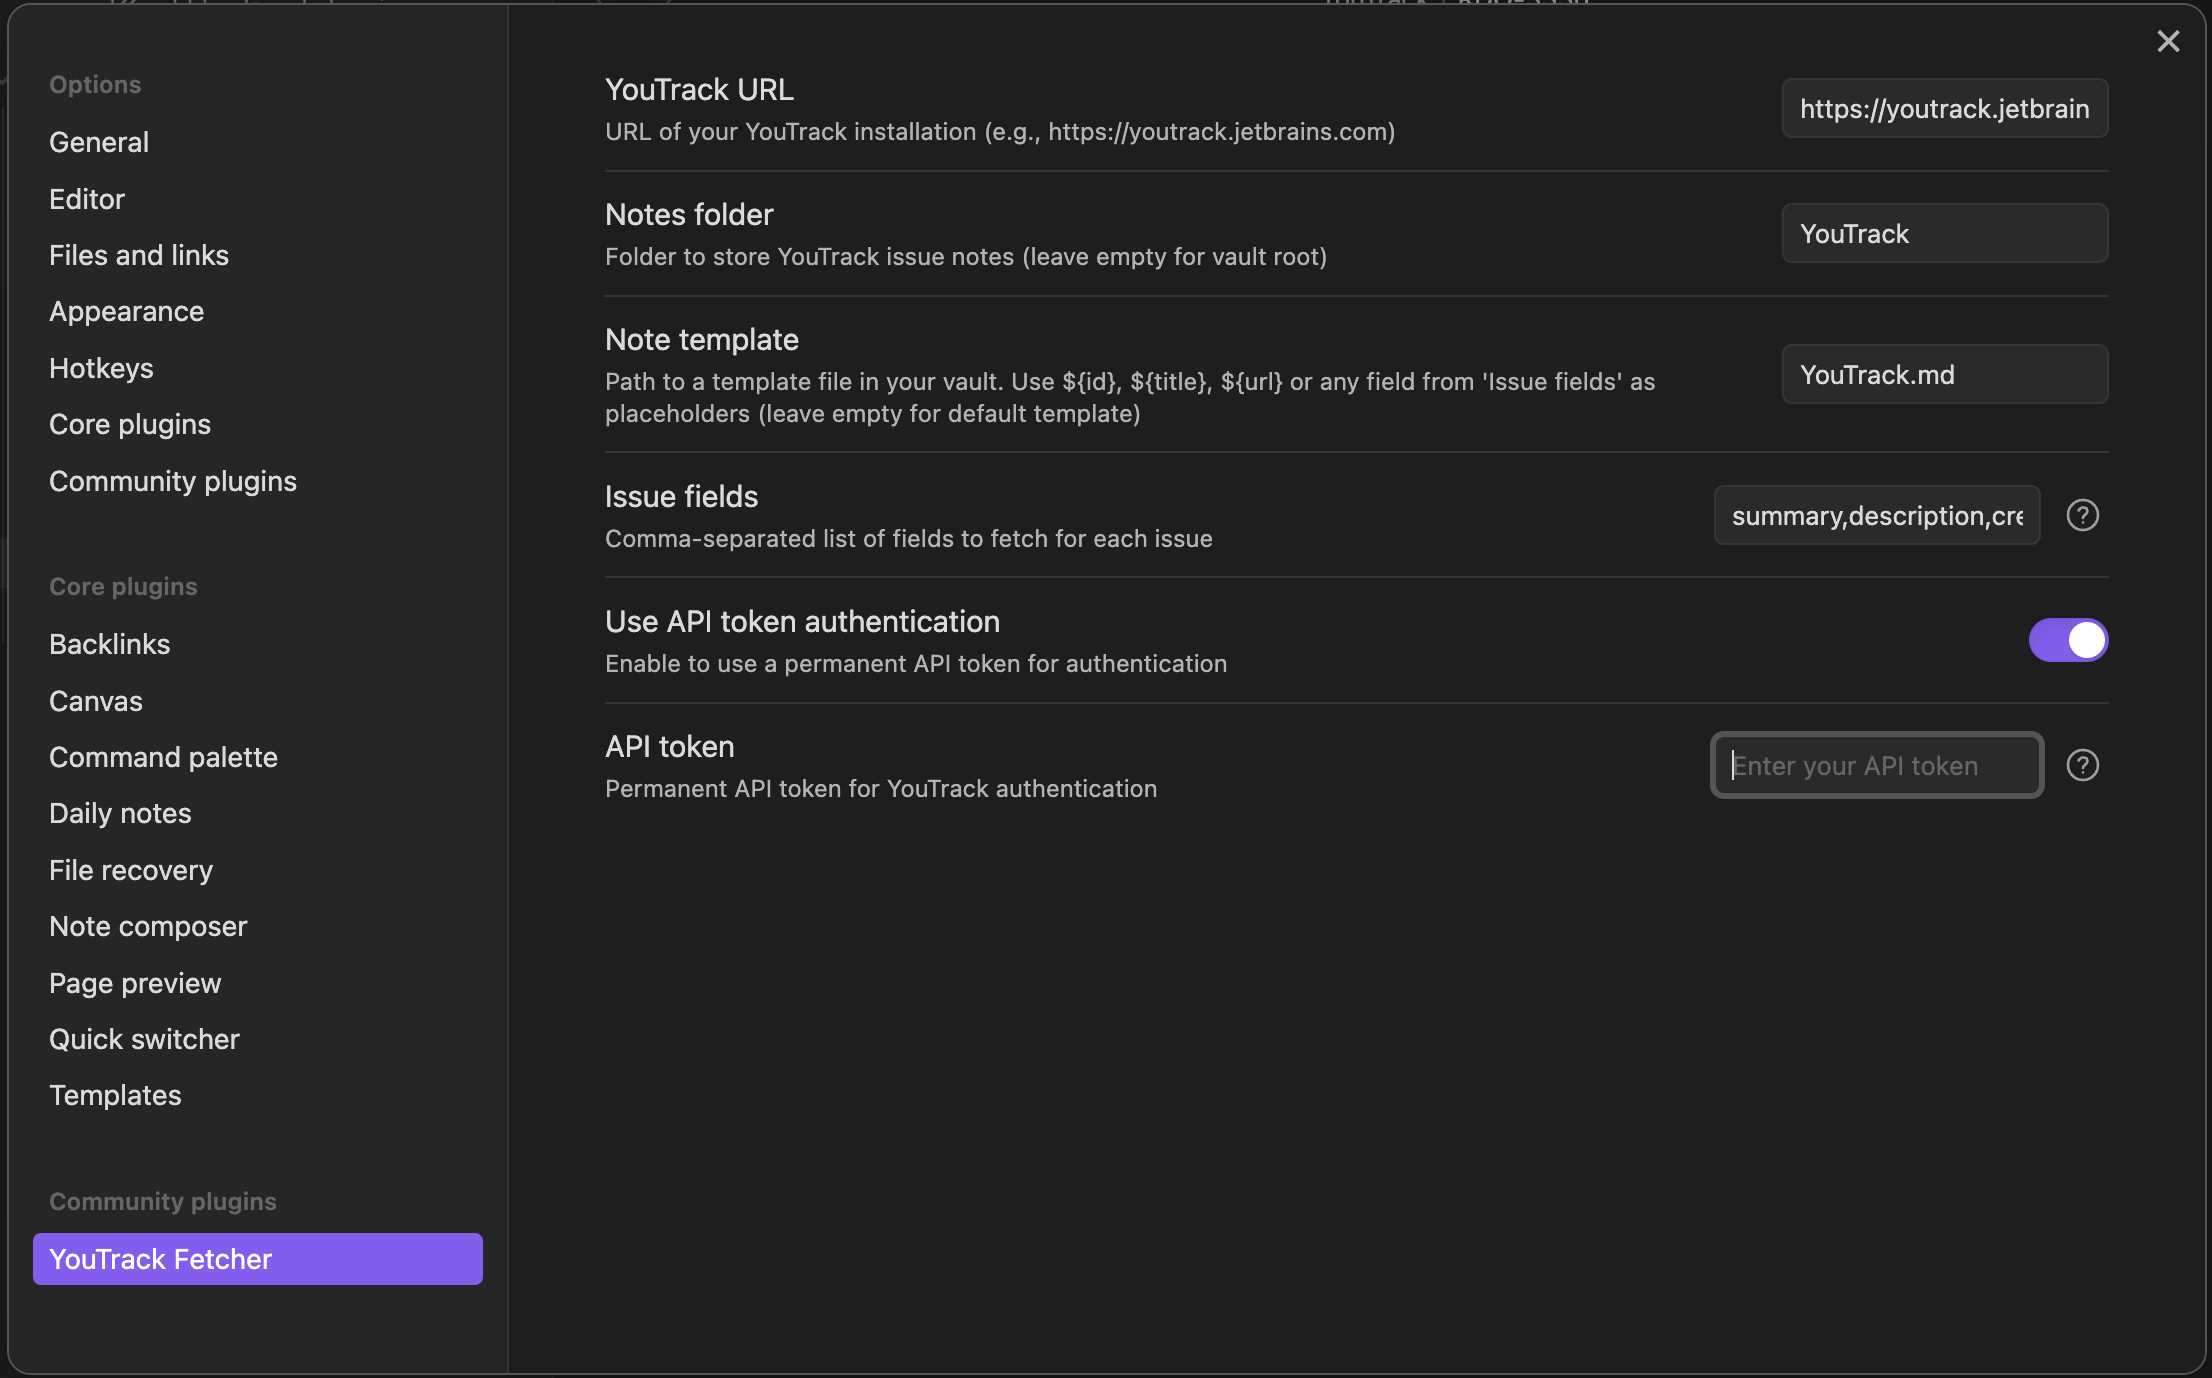 Options
General
Editor
Files and links
Appearance
Hotkeys
Core plugins
Community plugins
Core plugins
Backlinks
Canvas
Command palette
Daily notes
File recovery
Note composer
Page preview
Quick switcher
Templates
Community plugins
YouTrack Fetcher
YouTrack URL
URL of your YouTrack installation (e.g., https://youtrack.jetbrains.com)
https://youtrack.jetbrain
Notes folder
Folder to store YouTrack issue notes (leave empty for vault root)
YouTrack
Note template
Path to a template file in your vault. Use ${id}, ${title}, ${url} or any field from 'Issue fields' as
placeholders (leave empty for default template)
YouTrack.md
Issue fields
Comma-separated list of fields to fetch for each issue
summary,description,cre
Use API token authentication
Enable to use a permanent API token for authentication
API token
Permanent API token for YouTrack authentication
Enter your API token